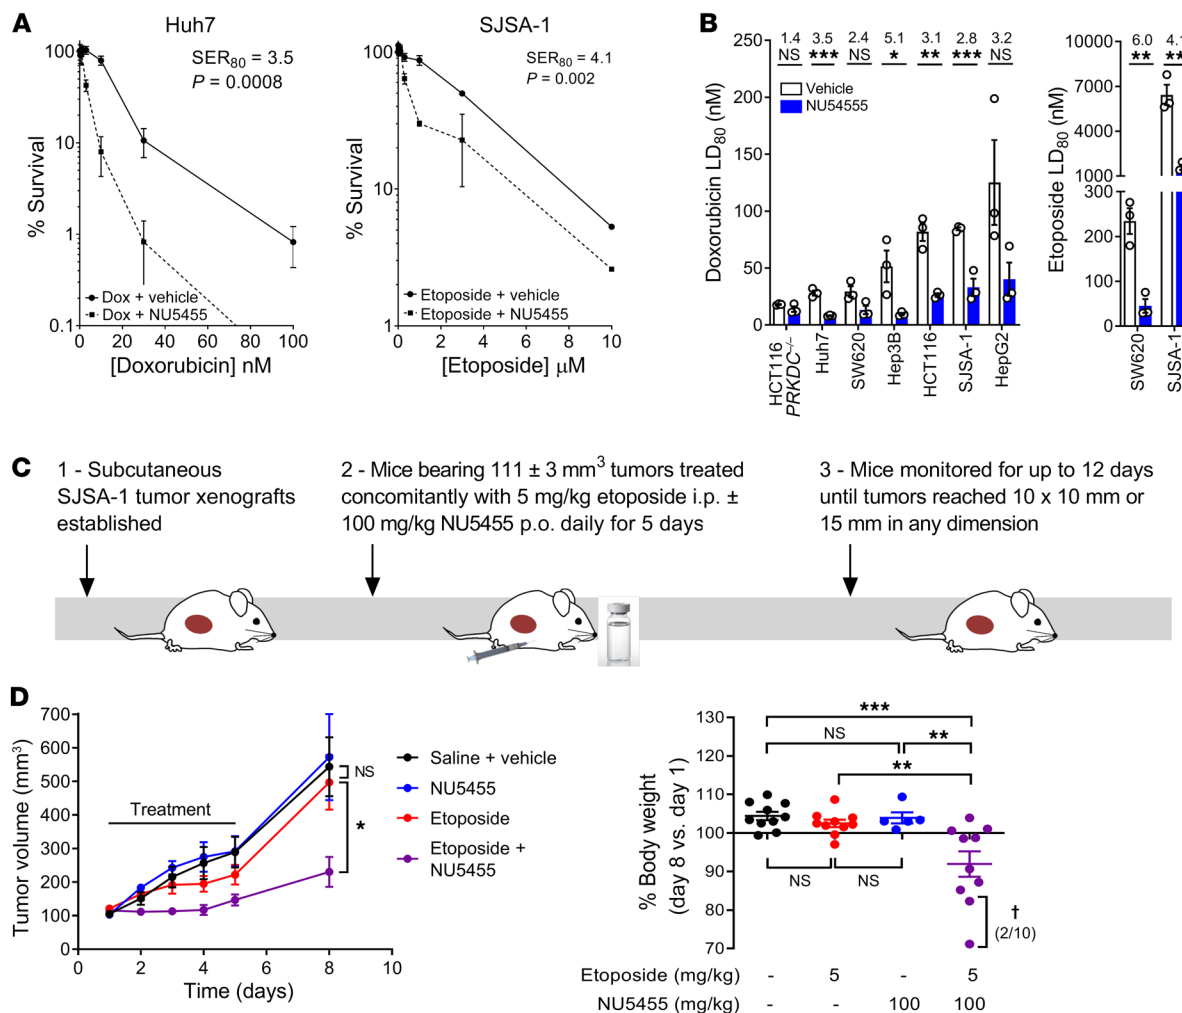 A
Huh7
SER80 = 3.5
P = 0.0008
% Survival
100
10
1
0.1
Dox + vehicle
Dox + NU5455
0 20 40 60 80 100
[Doxorubicin] nM
SJSA-1
SER80 = 4.1
P = 0.002
% Survival
100
10
1
Etoposide + vehicle
Etoposide + NU5455
0 2 4 6 8 10
[Etoposide] μM
B
1.4 3.5 2.4 5.1 3.1 2.8 3.2
NS *** NS * ** *** NS
Vehicle
NU54555
Doxorubicin LD80 (nM)
250
200
150
100
50
0
HCT116 PRKDC–/–
Huh7
SW620
Hep3B
HCT116
SJSA-1
HepG2
6.0 4.1
** **
Etoposide LD80 (nM)
10000
7000
4000
1000
300
200
100
0
SW620
SJSA-1
C
1 - Subcutaneous
SJSA-1 tumor xenografts
established
2 - Mice bearing 111 ± 3 mm3 tumors treated
concomitantly with 5 mg/kg etoposide i.p. ±
100 mg/kg NU5455 p.o. daily for 5 days
3 - Mice monitored for up to 12 days
until tumors reached 10 x 10 mm or
15 mm in any dimension
D
Tumor volume (mm3)
700
600
500
400
300
200
100
0
Treatment
NS
*
0 2 4 6 8 10
Time (days)
Saline + vehicle
NU5455
Etoposide
Etoposide +
NU5455
% Body weight
(day 8 vs. day 1)
130
120
110
100
90
80
70
***
NS **
**
NS NS
†
(2/10)
Etoposide (mg/kg) - 5 - 5
NU5455 (mg/kg) - - 100 100